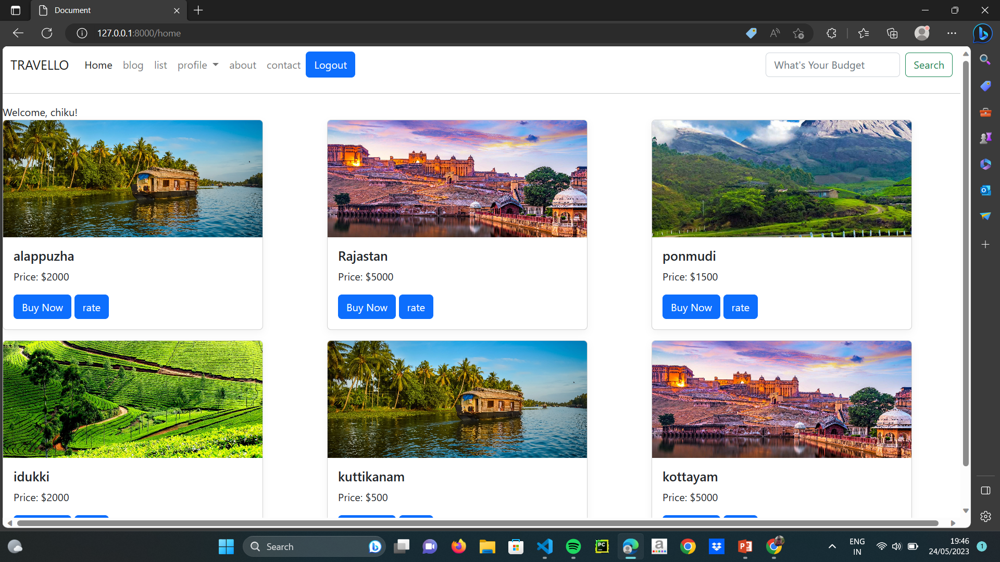 Document
127.0.0.1:8000/home
TRAVELLO Home blog list profile about contact Logout What's Your Budget Search
Welcome, chiku!
alappuzha
Price: $2000
Buy Now rate
Rajastan
Price: $5000
Buy Now rate
ponmudi
Price: $1500
Buy Now rate
idukki
Price: $2000
kuttikanam
Price: $500
kottayam
Price: $5000
Search
PC
a
ENG
IN
19:46
24/05/2023
1